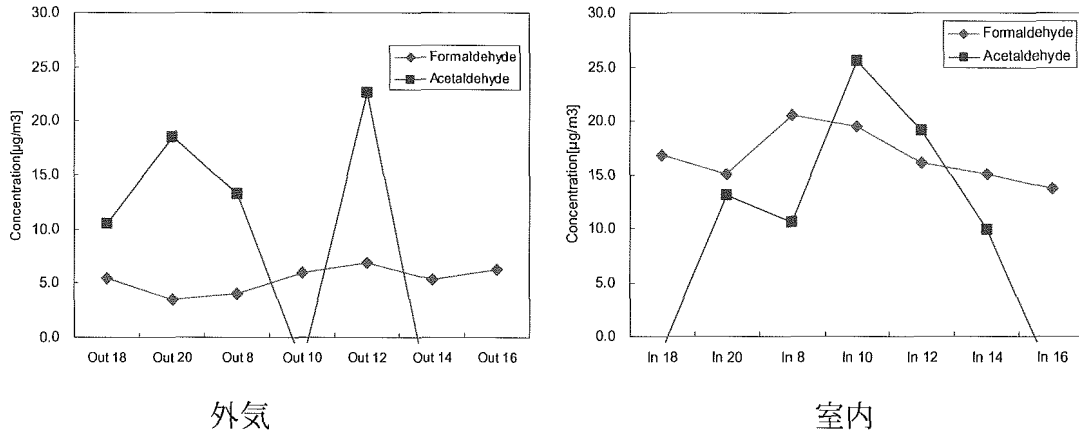 30.0
25.0
20.0
15.0
10.0
5.0
0.0
Concentration[µg/m3]
Formaldehyde
Acetaldehyde
Out 18 Out 20 Out 8 Out 10 Out 12 Out 14 Out 16
外気
30.0
25.0
20.0
15.0
10.0
5.0
0.0
Concentration[µg/m3]
Formaldehyde
Acetaldehyde
In 18 In 20 In 8 In 10 In 12 In 14 In 16
室内